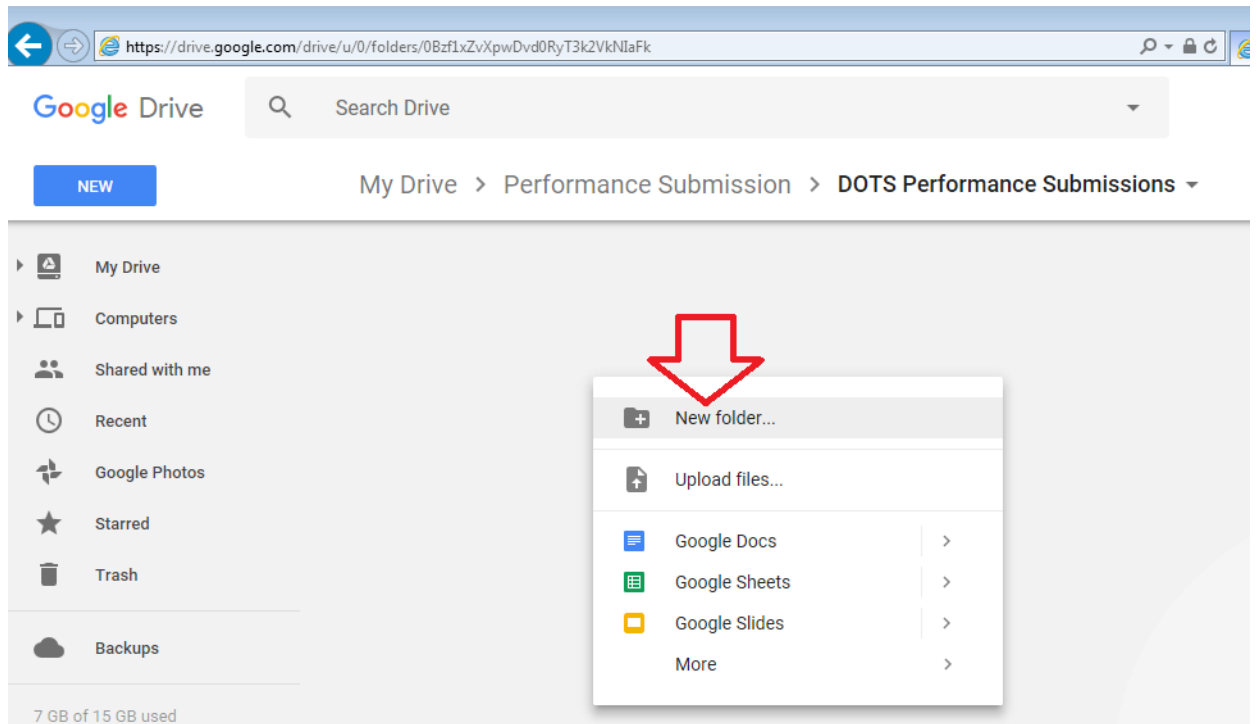 https://drive.google.com/drive/u/0/folders/0Bzf1xZvXpwDvd0RyT3k2VkNIaFk
Google Drive
Search Drive
NEW
My Drive > Performance Submission > DOTS Performance Submissions
My Drive
Computers
Shared with me
Recent
Google Photos
Starred
Trash
Backups
7 GB of 15 GB used
New folder...
Upload files...
Google Docs
Google Sheets
Google Slides
More